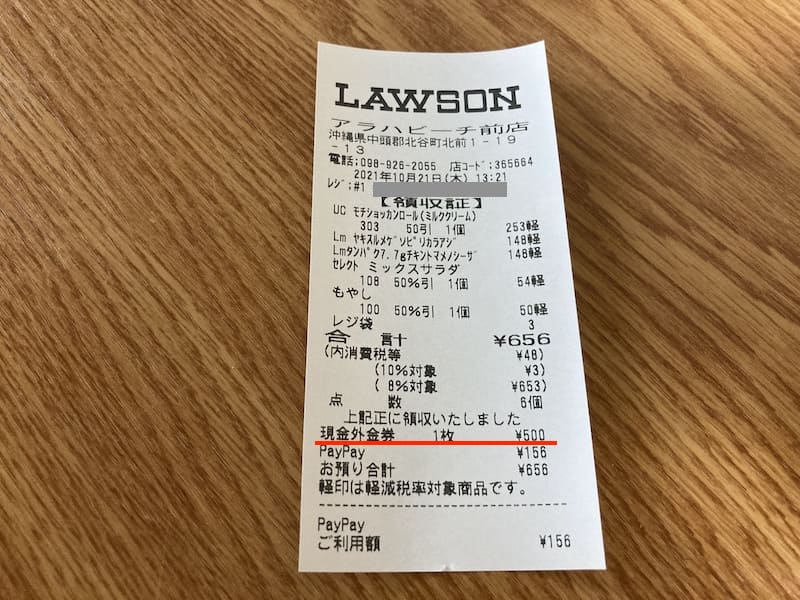 LAWSON
アラハビーチ前店
沖縄県中頭郡北谷町北前1-19
-13
電話:098-926-2055 店コード:365664
2021年10月21日(木) 13:21
レジ:#1
【領収証】
UC モチショッカンロール(ミルククリーム)
303 50引 1個 253軽
Lm ヤキスルメゲソピリカラアジ 148軽
Lmタンパク7.7gチキントマメノシーザ 148軽
セレクト ミックスサラダ
108 50%引 1個 54軽
もやし
100 50%引 1個 50軽
レジ袋 3
合 計 ¥656
(内消費税等 ¥48)
(10%対象 ¥3)
( 8%対象 ¥653)
点 数 6個
上記正に領収いたしました
現金外金券 1枚 ¥500
PayPay ¥156
お預り合計 ¥656
軽印は軽減税率対象商品です。
PayPay
ご利用額 ¥156